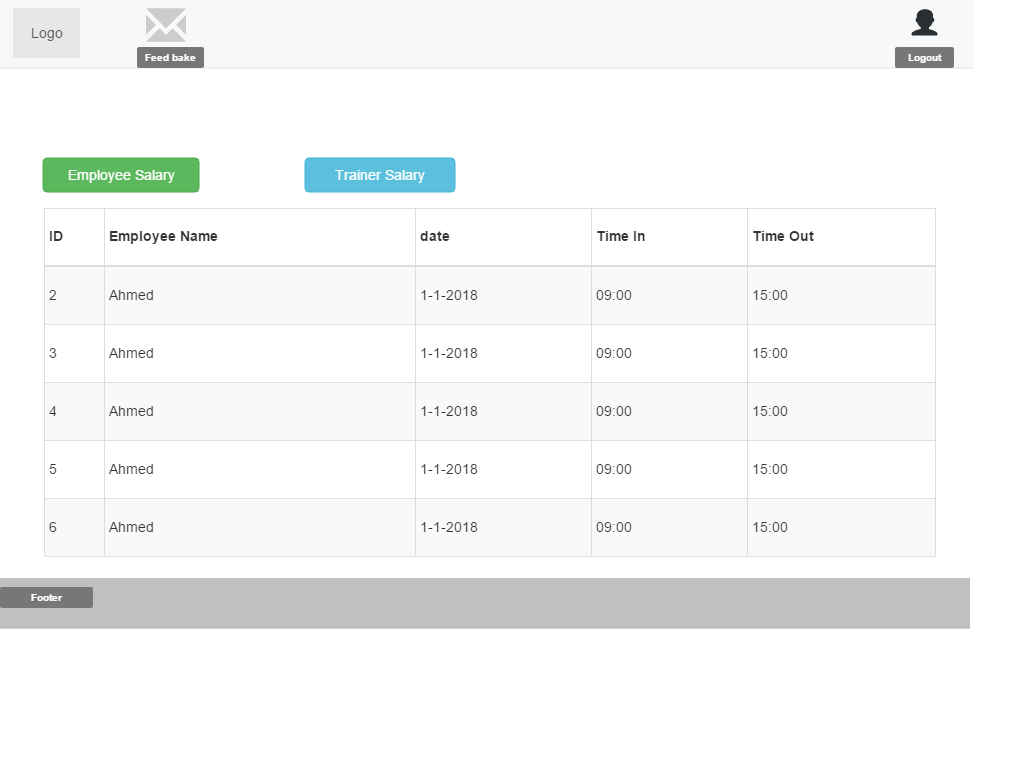 Logo
Feed bake
Logout
Employee Salary Trainer Salary
ID Employee Name date Time In Time Out
2 Ahmed 1-1-2018 09:00 15:00
3 Ahmed 1-1-2018 09:00 15:00
4 Ahmed 1-1-2018 09:00 15:00
5 Ahmed 1-1-2018 09:00 15:00
6 Ahmed 1-1-2018 09:00 15:00
Footer